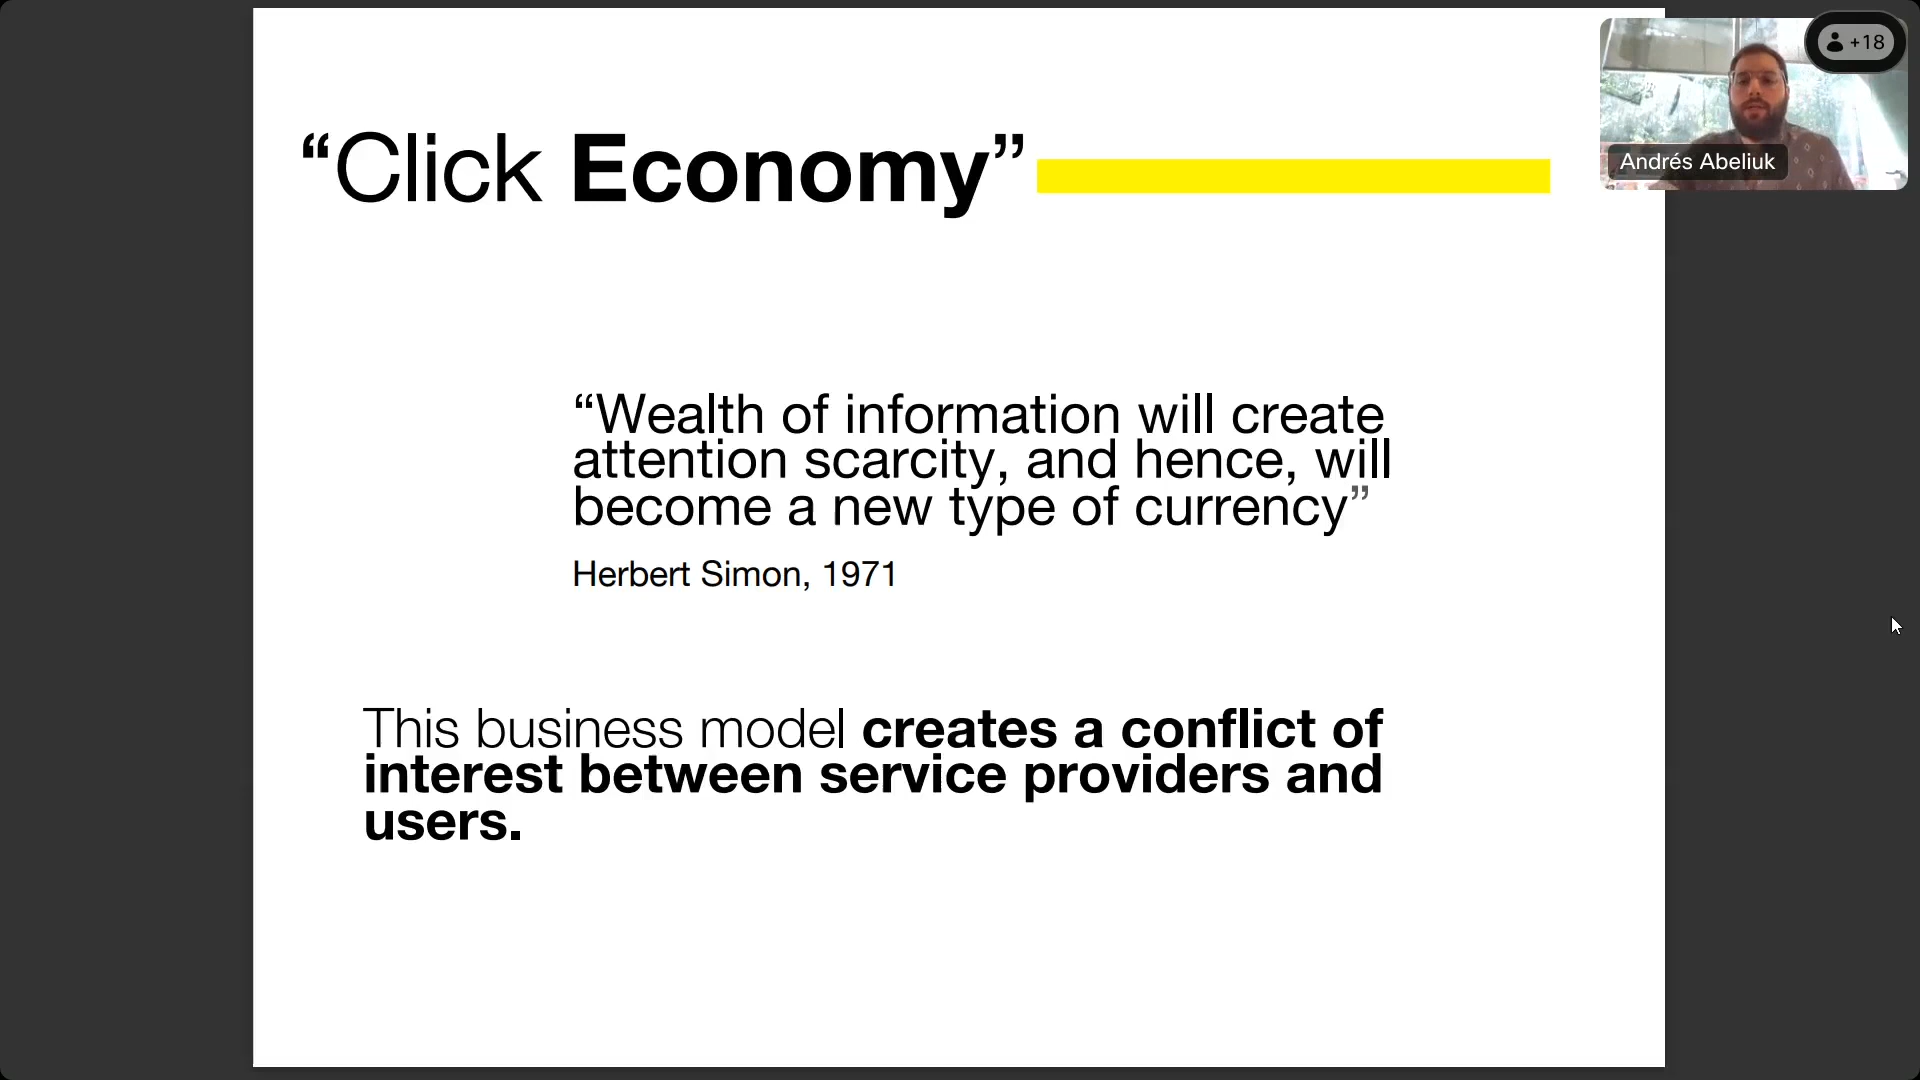 “Click Economy”
“Wealth of information will create
attention scarcity, and hence, will
become a new type of currency”
Herbert Simon, 1971
This business model creates a conflict of
interest between service providers and
users.
+18
Andrés Abeliuk